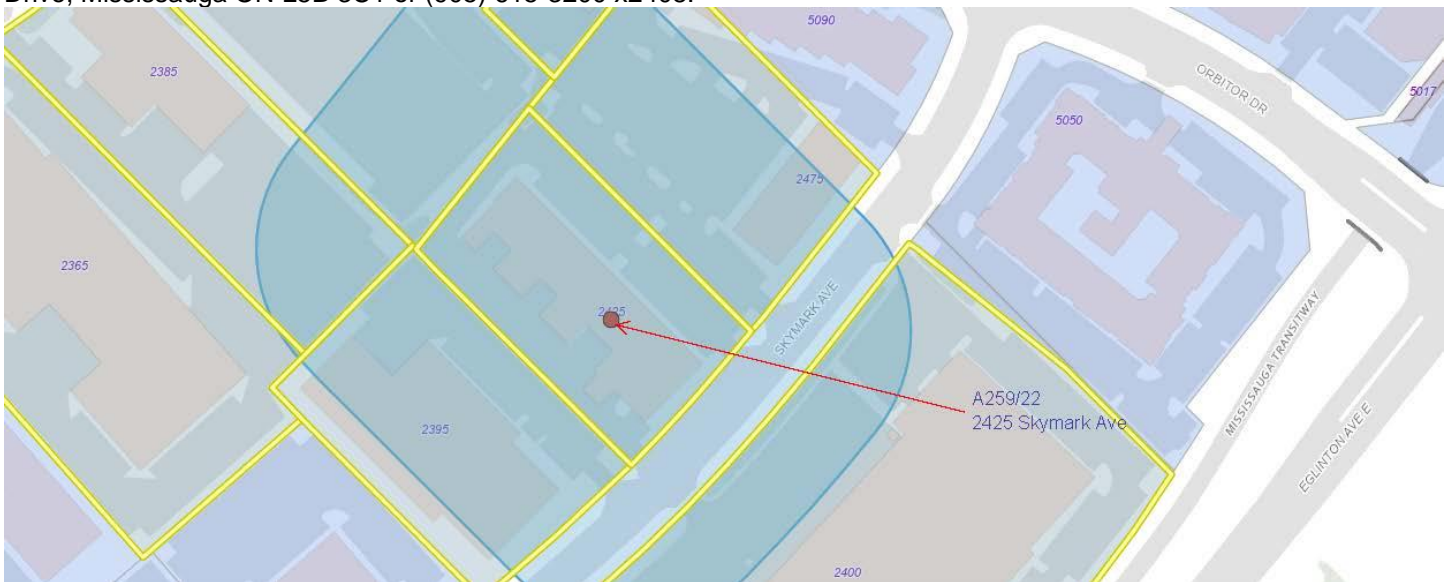 Drive, Mississauga ON L5B 3C1 or (905) 615-3200 x2408.
5090
2385
ORBITOR DR
5017
5050
2475
2365
2425
SKYMARK AVE
MISSISSAUGA TRANSITWAY
A259/22
2425 Skymark Ave
2395
EGLINTON AVE E
2400